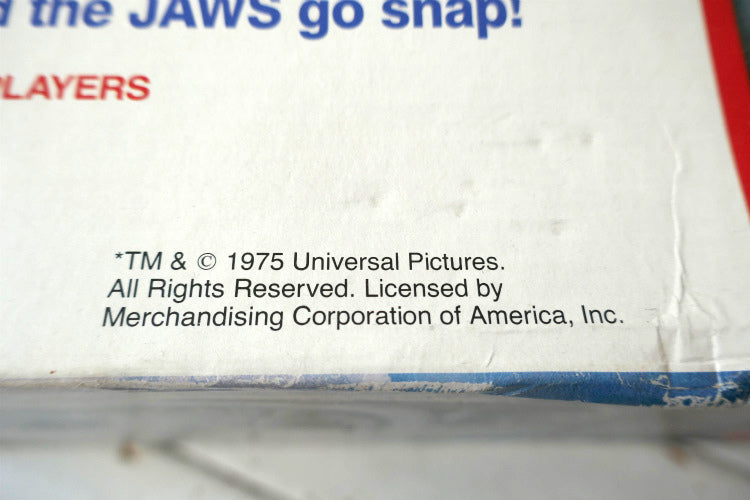 the JAWS go snap!
PLAYERS
*TM & © 1975 Universal Pictures.
All Rights Reserved. Licensed by
Merchandising Corporation of America, Inc.